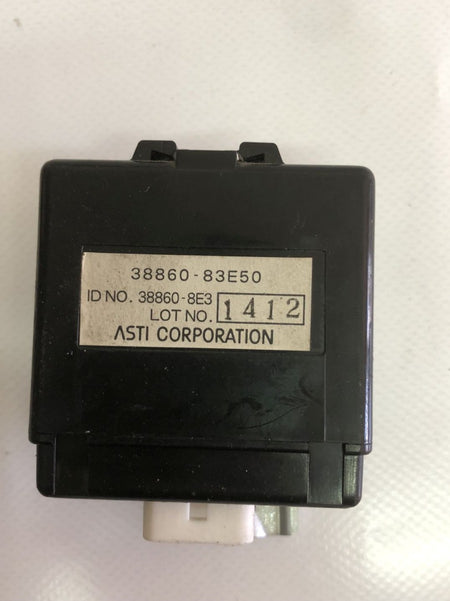 38860-83E50
ID NO. 38860-8E3
LOT NO. 1412
ASTI CORPORATION